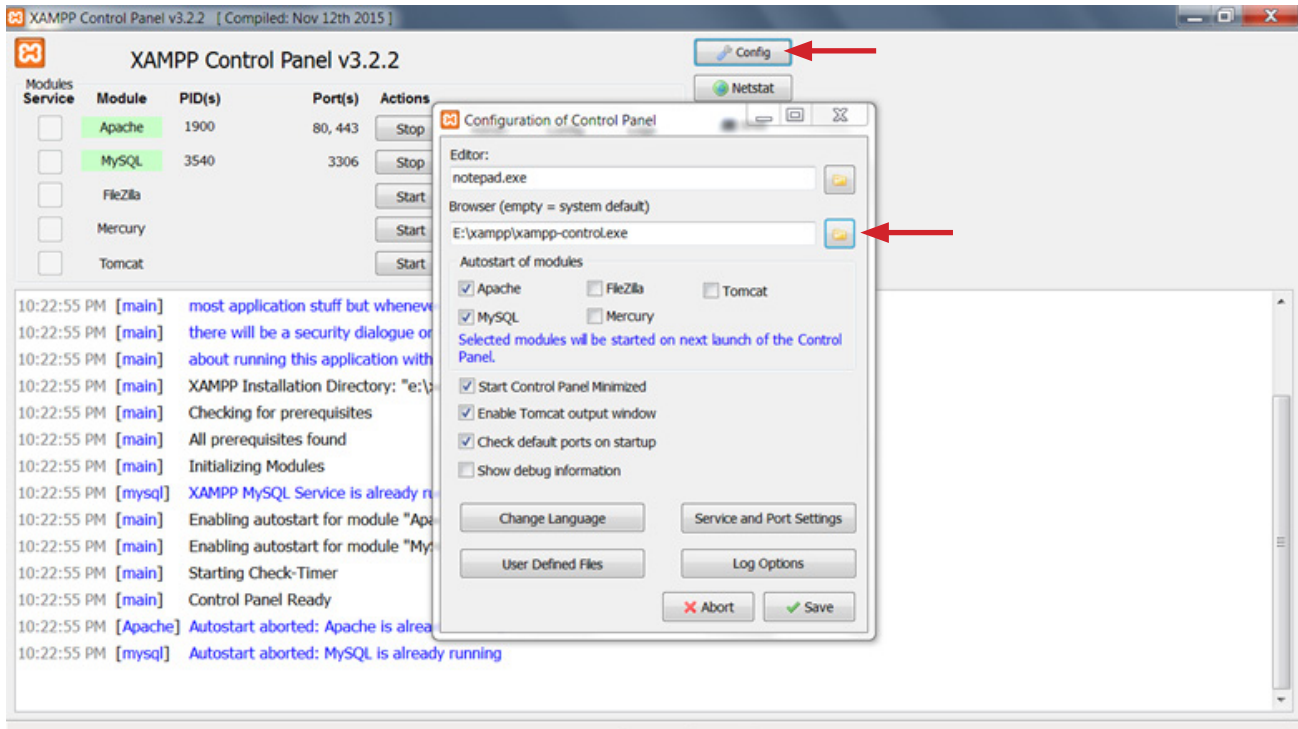 XAMPP Control Panel v3.2.2 [ Compiled: Nov 12th 2015 ]
XAMPP Control Panel v3.2.2
Config
Netstat
Modules
Service Module PID(s) Port(s) Actions
Apache 1900 80, 443 Stop
MySQL 3540 3306 Stop
FileZilla Start
Mercury Start
Tomcat Start
Configuration of Control Panel
Editor:
notepad.exe
Browser (empty = system default)
E:\xampp\xampp-control.exe
Autostart of modules
Apache FileZilla Tomcat
MySQL Mercury
Selected modules will be started on next launch of the Control
Panel.
Start Control Panel Minimized
Enable Tomcat output window
Check default ports on startup
Show debug information
Change Language Service and Port Settings
User Defined Files Log Options
Abort Save
10:22:55 PM [main] most application stuff but wheneve
10:22:55 PM [main] there will be a security dialogue or
10:22:55 PM [main] about running this application with
10:22:55 PM [main] XAMPP Installation Directory: "e:\
10:22:55 PM [main] Checking for prerequisites
10:22:55 PM [main] All prerequisites found
10:22:55 PM [main] Initializing Modules
10:22:55 PM [mysql] XAMPP MySQL Service is already r
10:22:55 PM [main] Enabling autostart for module "Apa
10:22:55 PM [main] Enabling autostart for module "My
10:22:55 PM [main] Starting Check-Timer
10:22:55 PM [main] Control Panel Ready
10:22:55 PM [Apache] Autostart aborted: Apache is alrea
10:22:55 PM [mysql] Autostart aborted: MySQL is already running